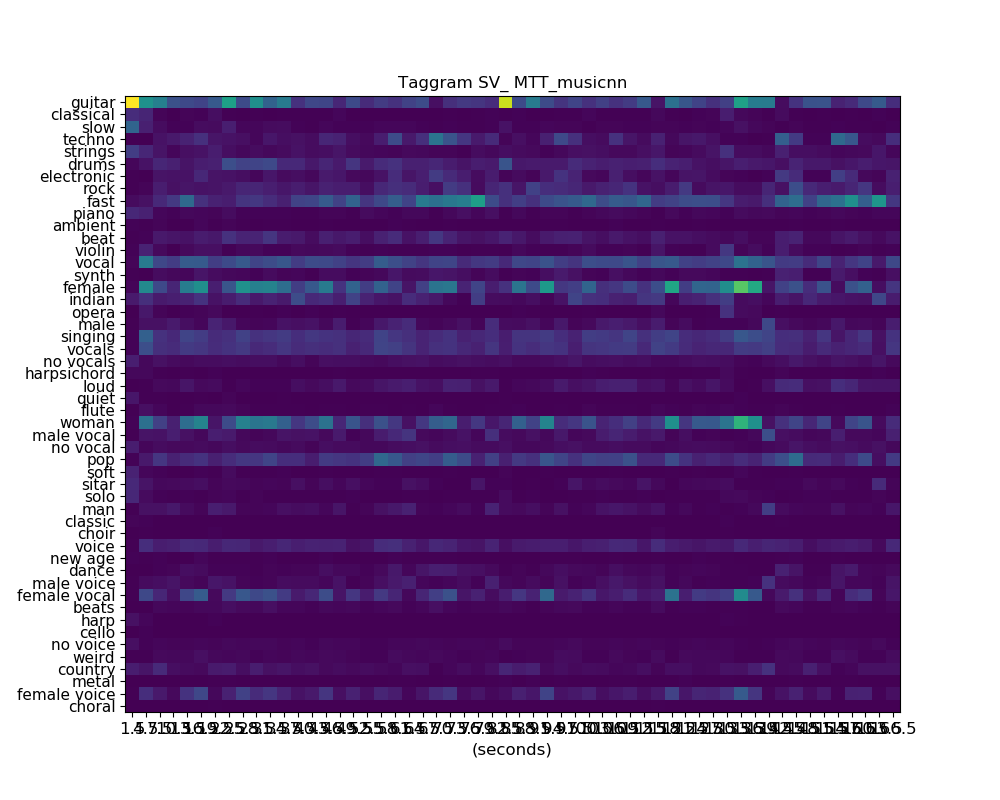 Taggram SV_ MTT_musicnn
guitar
classical
slow
techno
strings
drums
electronic
rock
fast
piano
ambient
beat
violin
vocal
synth
female
indian
opera
male
singing
vocals
no vocals
harpsichord
loud
quiet
flute
woman
male vocal
no vocal
pop
soft
sitar
solo
man
classic
choir
voice
new age
dance
male voice
female vocal
beats
harp
cello
no voice
weird
country
metal
female voice
choral
(seconds)